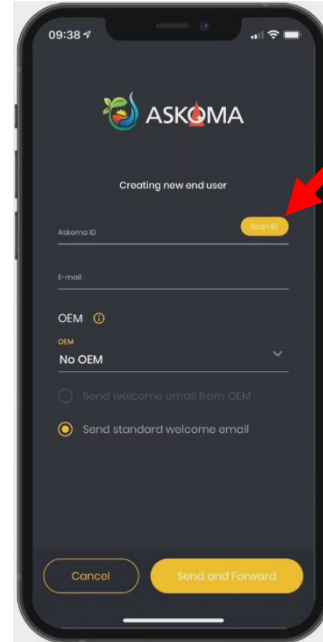 09:38
ASKOMA
Creating new end user
Askoma ID
Scan ID
E-mail
OEM
OEM
No OEM
Send welcome email from OEM
Send standard welcome email
Cancel
Send and Forward